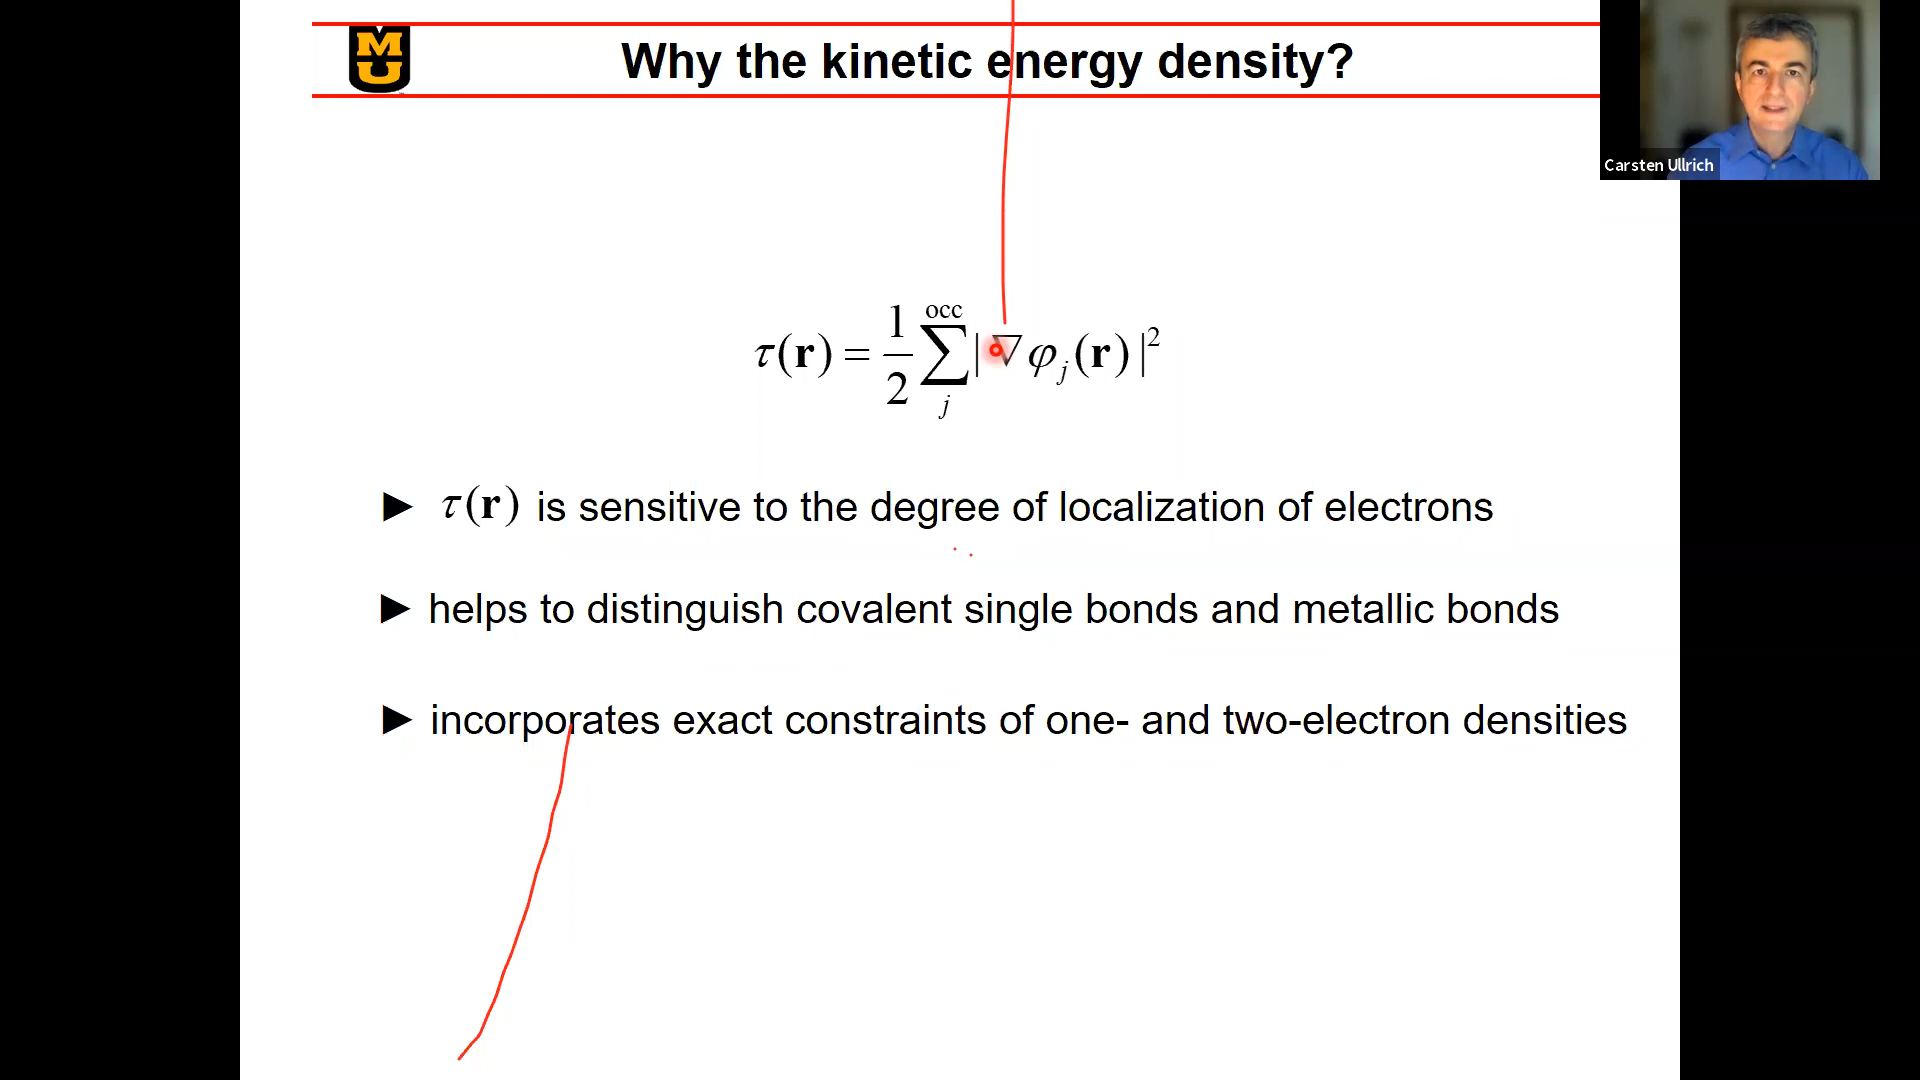 MU
Why the kinetic energy density?
Carsten Ullrich
τ(r) = 1/2 ∑_j^occ |∇φ_j(r)|²
► τ(r) is sensitive to the degree of localization of electrons
► helps to distinguish covalent single bonds and metallic bonds
► incorporates exact constraints of one- and two-electron densities